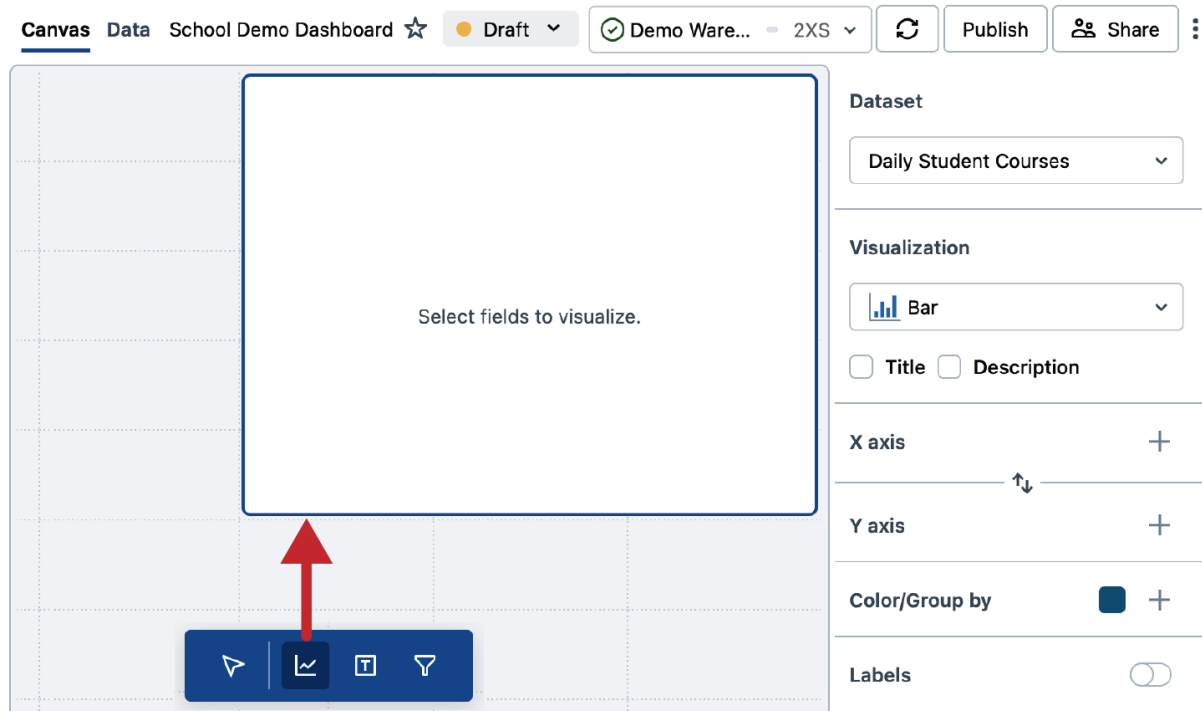 Canvas Data School Demo Dashboard Draft Demo Ware... 2XS Publish Share
Dataset
Daily Student Courses
Visualization
Bar
Title Description
Select fields to visualize.
X axis
Y axis
Color/Group by
Labels
T